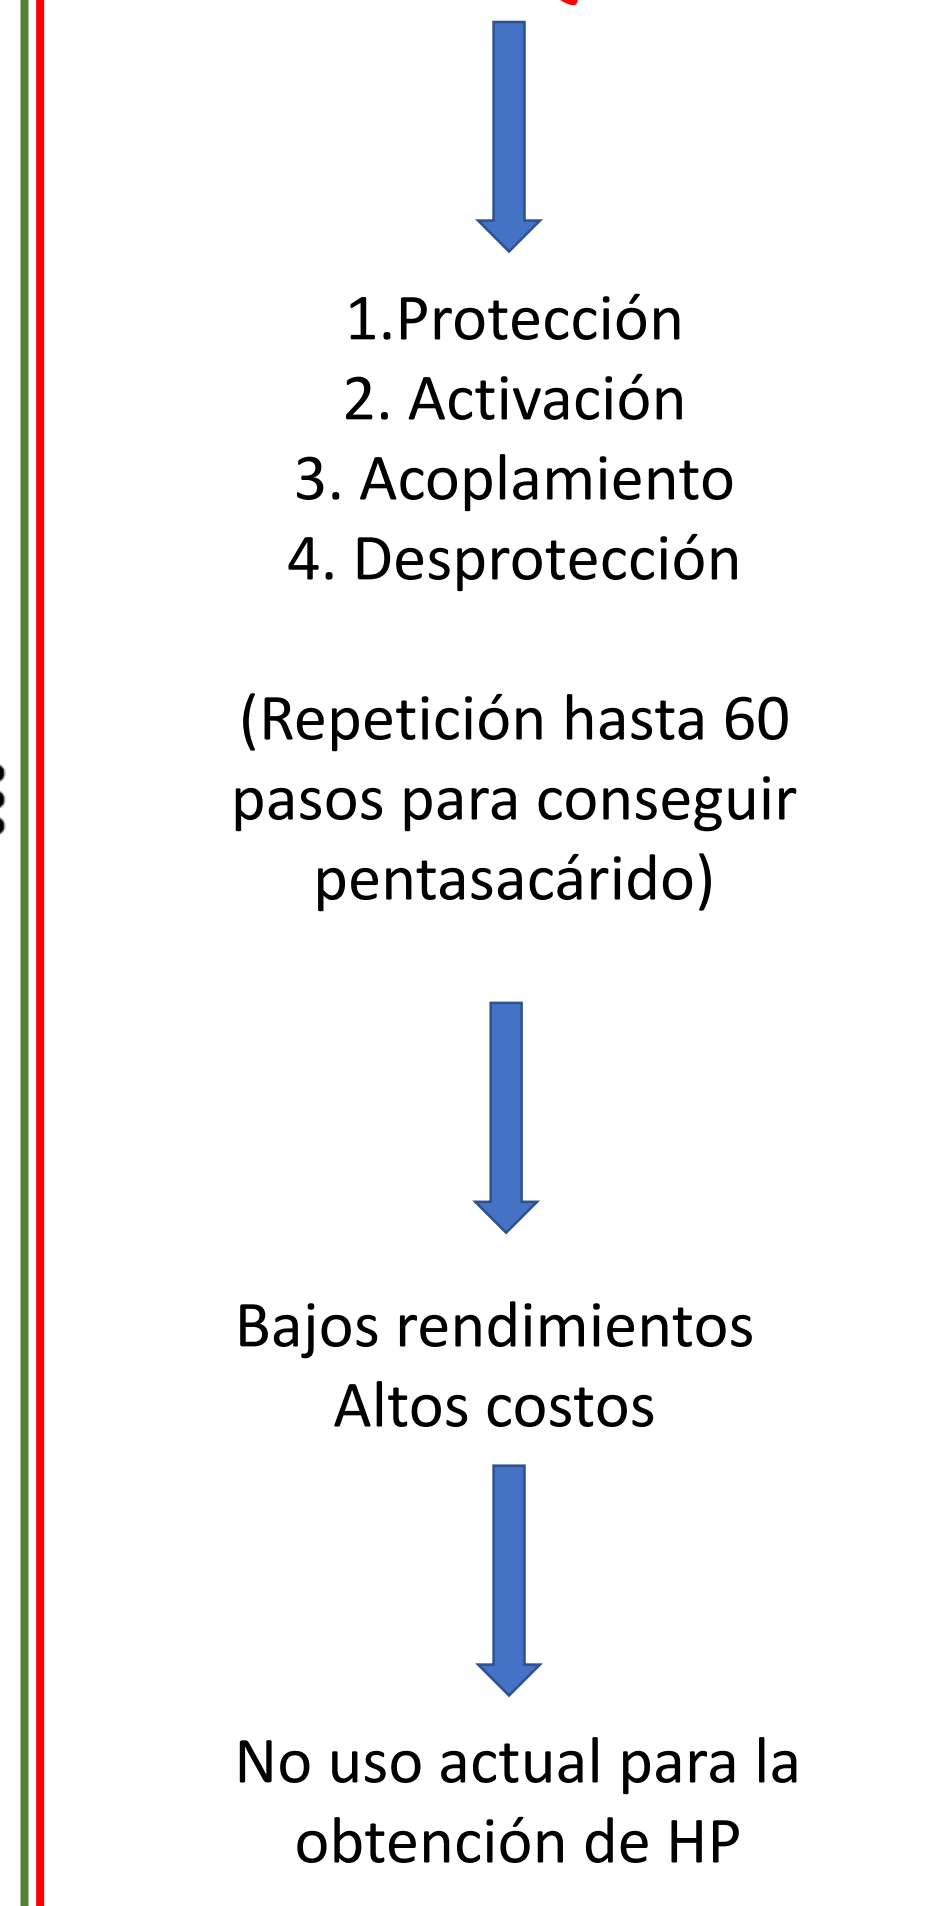 1.Protección
2. Activación
3. Acoplamiento
4. Desprotección
(Repetición hasta 60
pasos para conseguir
pentasacárido)
Bajos rendimientos
Altos costos
No uso actual para la
obtención de HP